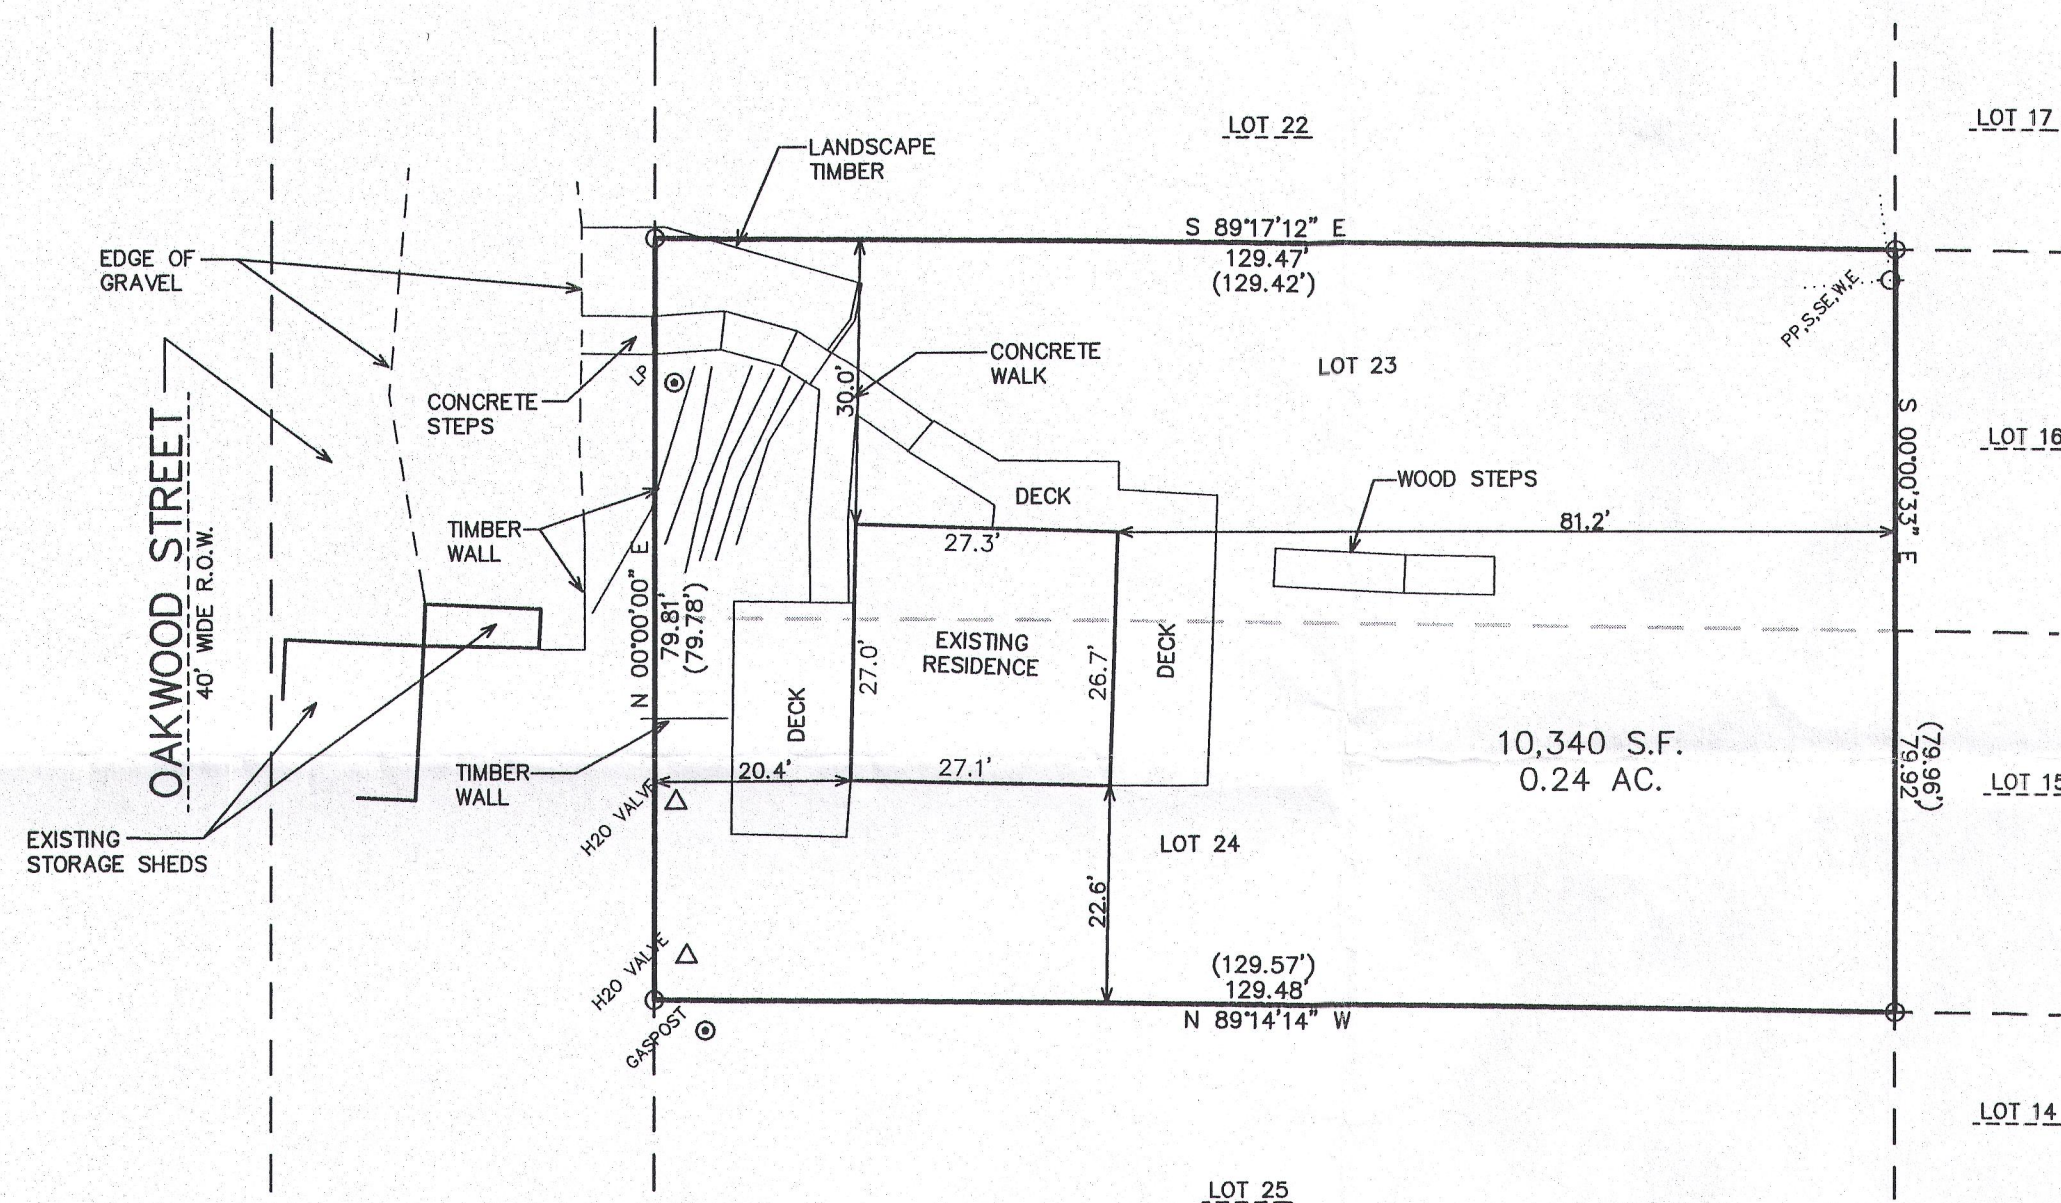 LOT 22
LOT 17
LANDSCAPE
TIMBER
S 89°17'12" E
129.47'
(129.42')
EDGE OF
GRAVEL
PP,S,SE,W,E
LOT 23
CONCRETE
WALK
30.0'
LP
CONCRETE
STEPS
S 00°00'33" E
LOT 16
WOOD STEPS
DECK
81.2'
OAKWOOD STREET
40' WIDE R.O.W.
TIMBER
WALL
27.3'
N 00°00'00" E
79.81'
(79.78')
EXISTING
RESIDENCE
27.0'
26.7'
DECK
DECK
10,340 S.F.
0.24 AC.
(79.96')
79.92'
TIMBER
WALL
20.4'
27.1'
LOT 15
H2O VALVE
EXISTING
STORAGE SHEDS
LOT 24
22.6'
H2O VALVE
(129.57')
129.48'
N 89°14'14" W
GASPOST
LOT 14
LOT 25